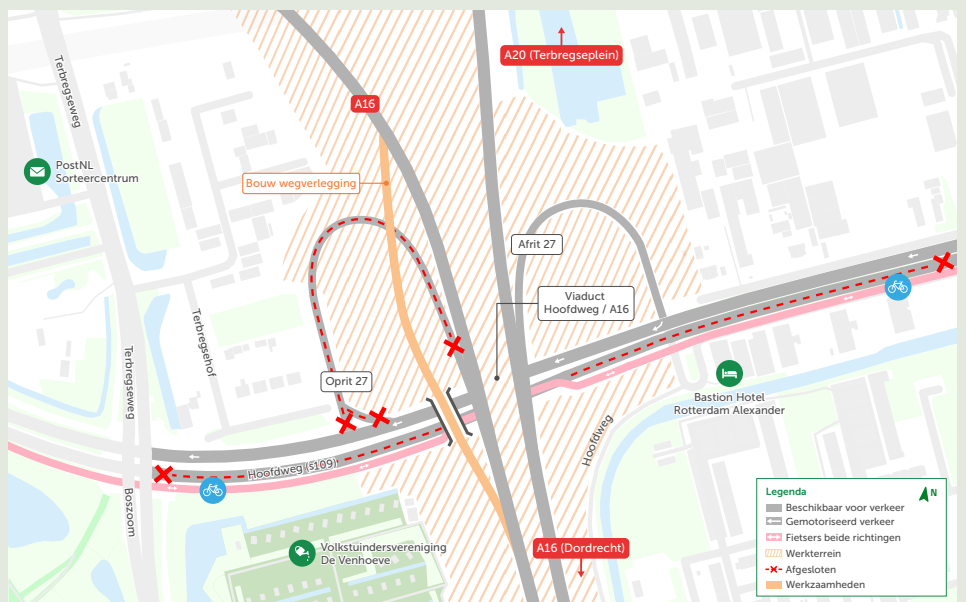 Terbregseweg
A20 (Terbregseplein)
A16
PostNL
Sorteercentrum
Bouw wegverlegging
Afrit 27
Viaduct
Hoofdweg / A16
Terbregsehof
Terbregseweg
Oprit 27
Bastion Hotel
Rotterdam Alexander
Hoofdweg
Hoofdweg (s109)
Boszoom
Volkstuindersvereniging
De Venhoeve
A16 (Dordrecht)
Legenda
N
Beschikbaar voor verkeer
Gemotoriseerd verkeer
Fietsers beide richtingen
Werkterrein
Afgesloten
Werkzaamheden